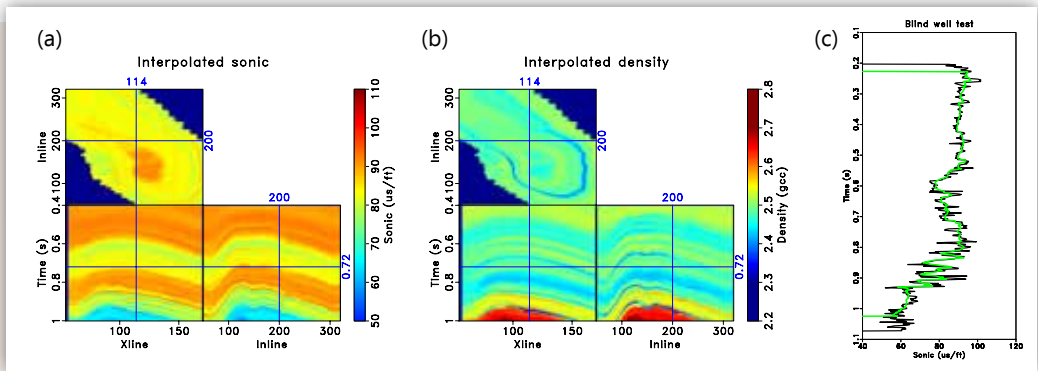 (a)
Interpolated sonic
114
300
200
100
Inline
200
200
0.4
0.6
0.8
1
Time (s)
0.72
100 150
100 200 300
Xline
Inline
110
100
90
80
70
60
50
Sonic (us/ft)
(b)
Interpolated density
114
300
200
100
Inline
200
200
0.4
0.6
0.8
1
Time (s)
0.72
100 150
100 200 300
Xline
Inline
2.8
2.7
2.6
2.5
2.4
2.3
2.2
Density (gcc)
(c)
Blind well test
0.1
0.2
0.3
0.4
0.5
0.6
0.7
0.8
0.9
1
1.1
Time (s)
40 60 80 100 120
Sonic (us/ft)